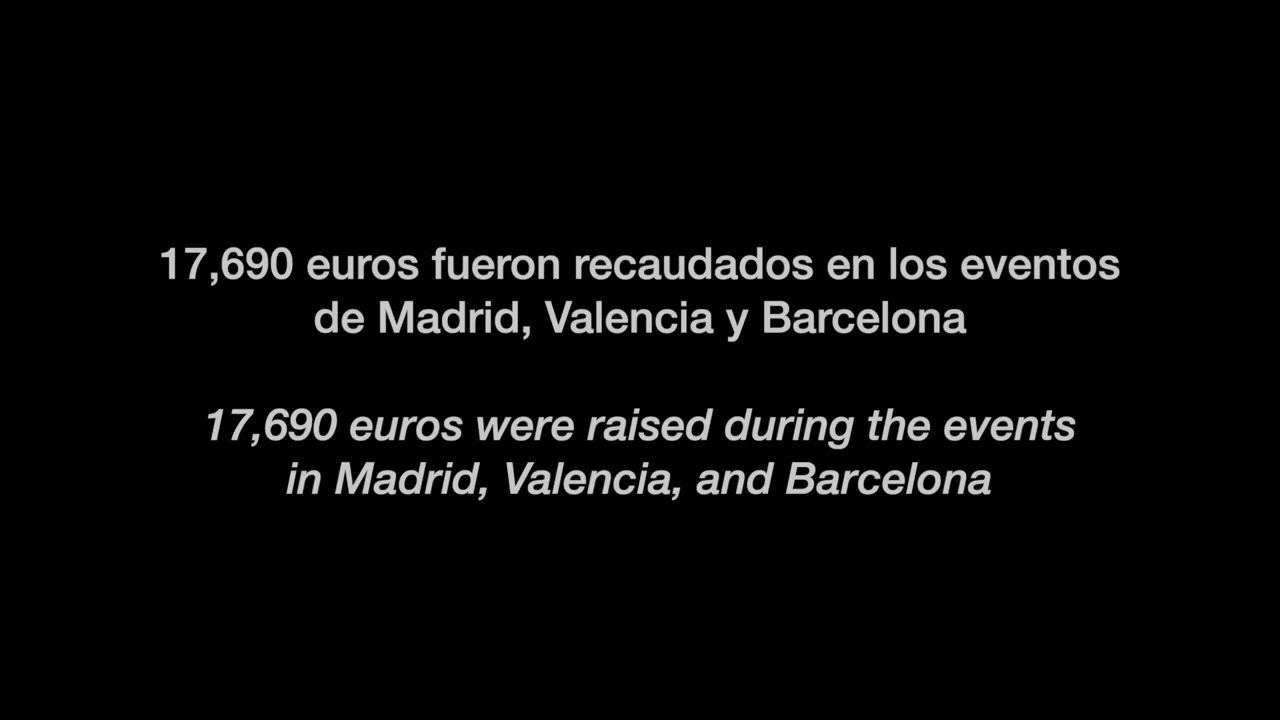 17,690 euros fueron recaudados en los eventos
de Madrid, Valencia y Barcelona
17,690 euros were raised during the events
in Madrid, Valencia, and Barcelona